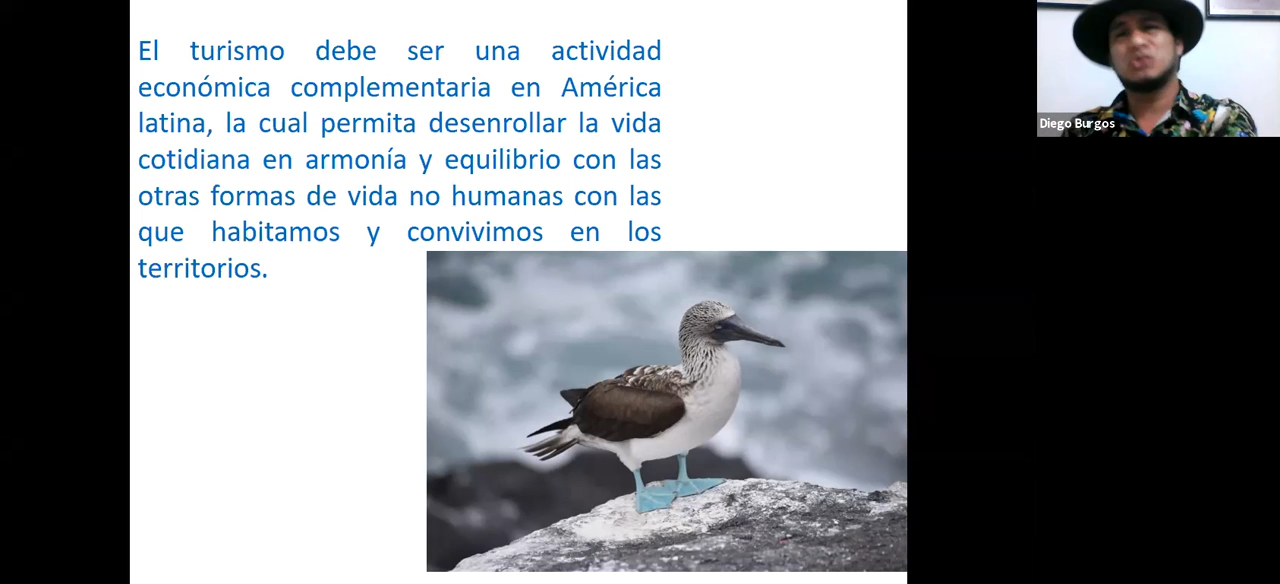 El turismo debe ser una actividad
económica complementaria en América
latina, la cual permita desenrollar la vida
cotidiana en armonía y equilibrio con las
otras formas de vida no humanas con las
que habitamos y convivimos en los
territorios.
Diego Burgos